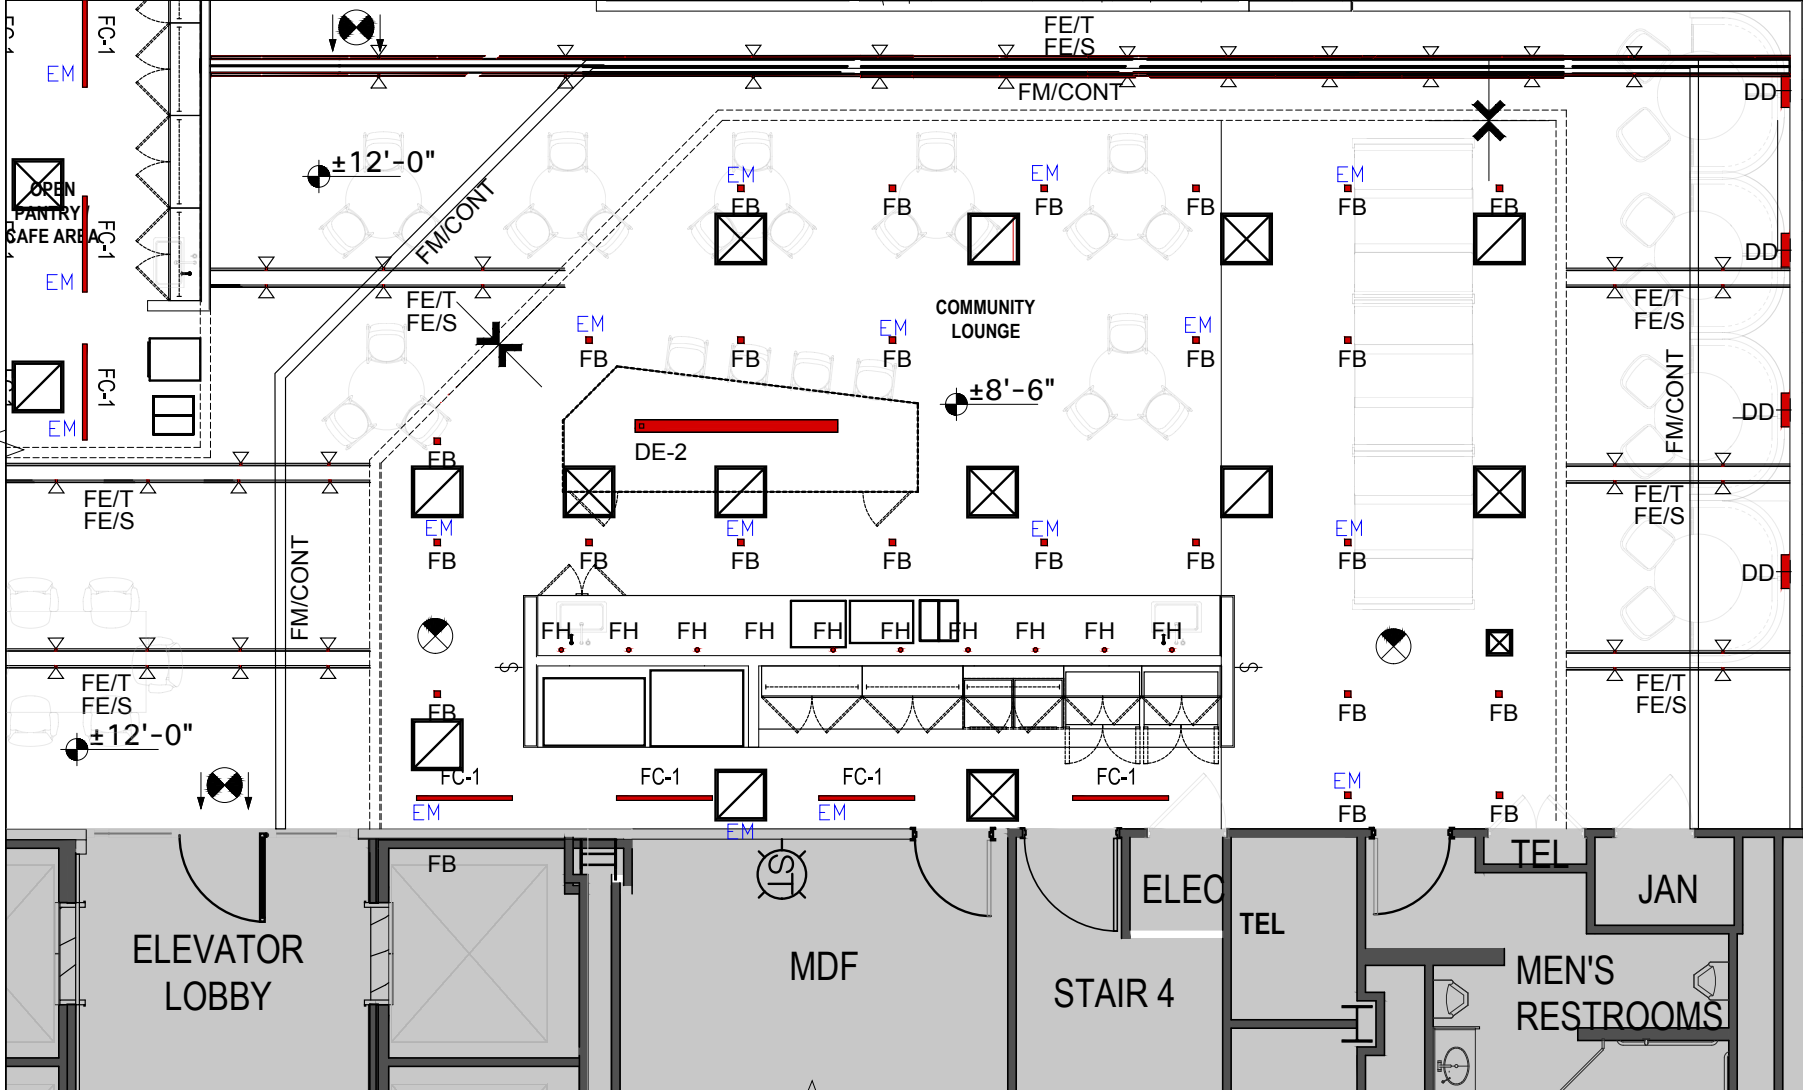 FE/T
FE/S
FC-1
FC-1
EM
FM/CONT
DD
±12'-0"
EM
EM
EM
FB
FB
FB
FB
FB
FB
OPEN
PANTRY /
CAFE AREA
FC-1
FM/CONT
DD
EM
FE/T
FE/S
COMMUNITY
LOUNGE
FE/T
FE/S
EM
EM
EM
FB
FB
FB
FB
FB
FC-1
±8'-6"
FM/CONT
DD
EM
DE-2
FB
FE/T
FE/S
FE/T
FE/S
EM
EM
EM
EM
FB
FB
FB
FB
FB
FB
FB
DD
FM/CONT
FH
FH
FH
FH
FH
FH
FH
FH
FH
FH
S
S
FE/T
FE/S
FE/T
FE/S
FB
FB
FB
±12'-0"
FC-1
FC-1
FC-1
FC-1
EM
EM
EM
EM
FB
FB
FB
ST
TEL
ELEC
JAN
TEL
ELEVATOR
LOBBY
MDF
STAIR 4
MEN'S
RESTROOMS